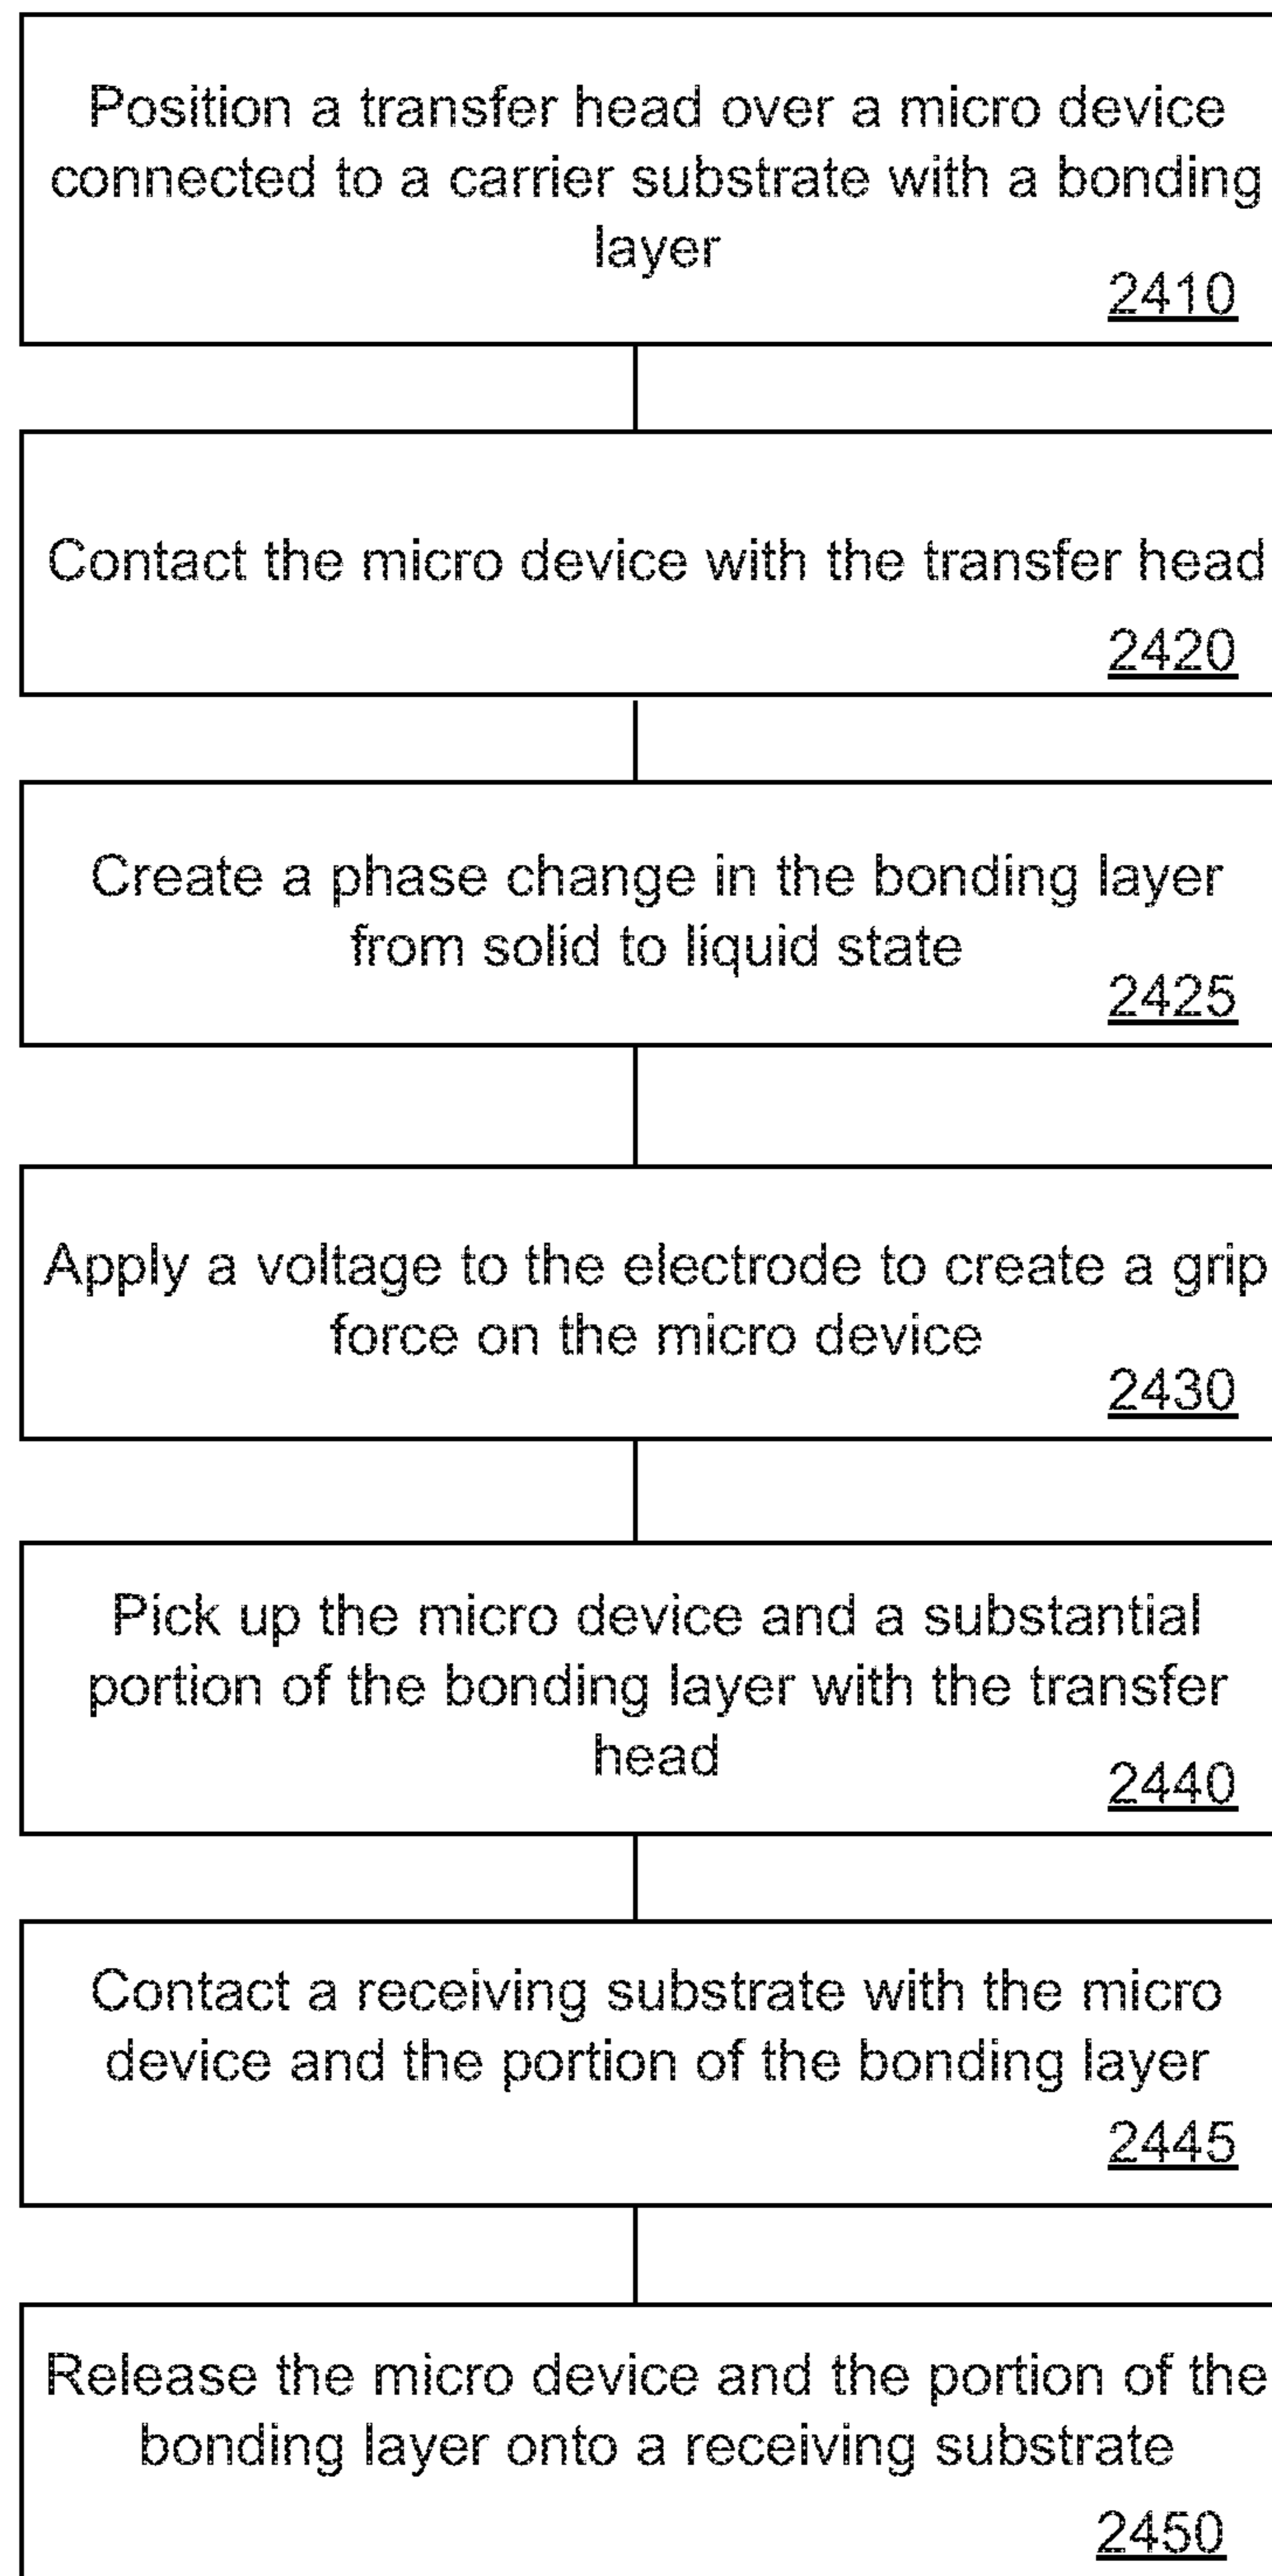 Position a transfer head over a micro device
connected to a carrier substrate with a bonding
layer
2410
Contact the micro device with the transfer head
2420
Create a phase change in the bonding layer
from solid to liquid state
2425
Apply a voltage to the electrode to create a grip
force on the micro device
2430
Pick up the micro device and a substantial
portion of the bonding layer with the transfer
head
2440
Contact a receiving substrate with the micro
device and the portion of the bonding layer
2445
Release the micro device and the portion of the
bonding layer onto a receiving substrate
2450